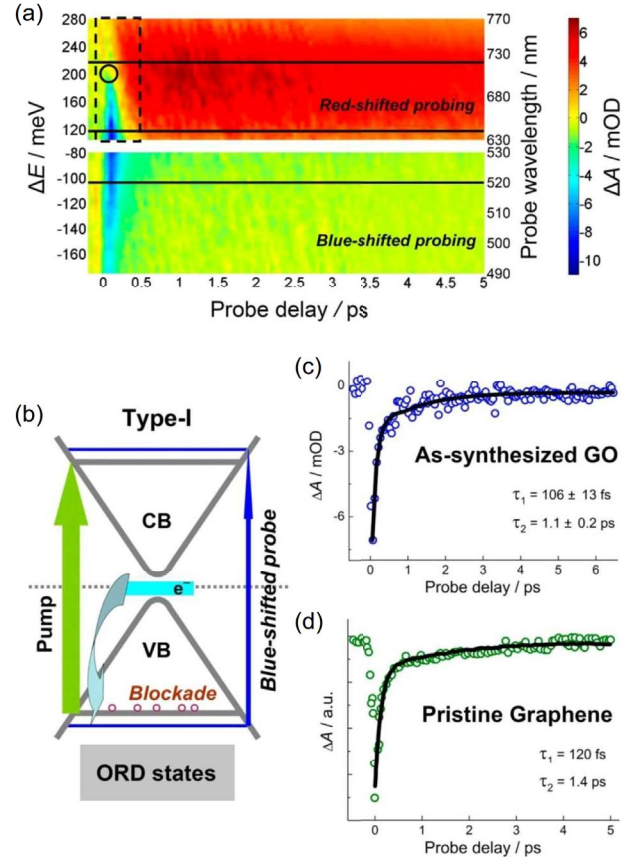 (a)
280
240
200
160
120
-80
-100
-120
-140
-160
ΔE / meV
Red-shifted probing
Blue-shifted probing
770
720
700
660
630
530
520
510
500
490
Probe wavelength / nm
6
4
2
0
-2
-4
-6
-8
-10
ΔA / mOD
0 0.5 1 1.5 2 2.5 3 3.5 4 4.5 5
Probe delay / ps
(b)
Type-I
CB
e−
VB
Pump
Blue-shifted probe
Blockade
ORD states
(c)
0
-3
-6
ΔA / mOD
As-synthesized GO
τ1 = 106 ± 13 fs
τ2 = 1.1 ± 0.2 ps
0 1 2 3 4 5 6
Probe delay / ps
(d)
ΔA / a.u.
Pristine Graphene
τ1 = 120 fs
τ2 = 1.4 ps
0 1 2 3 4 5
Probe delay / ps